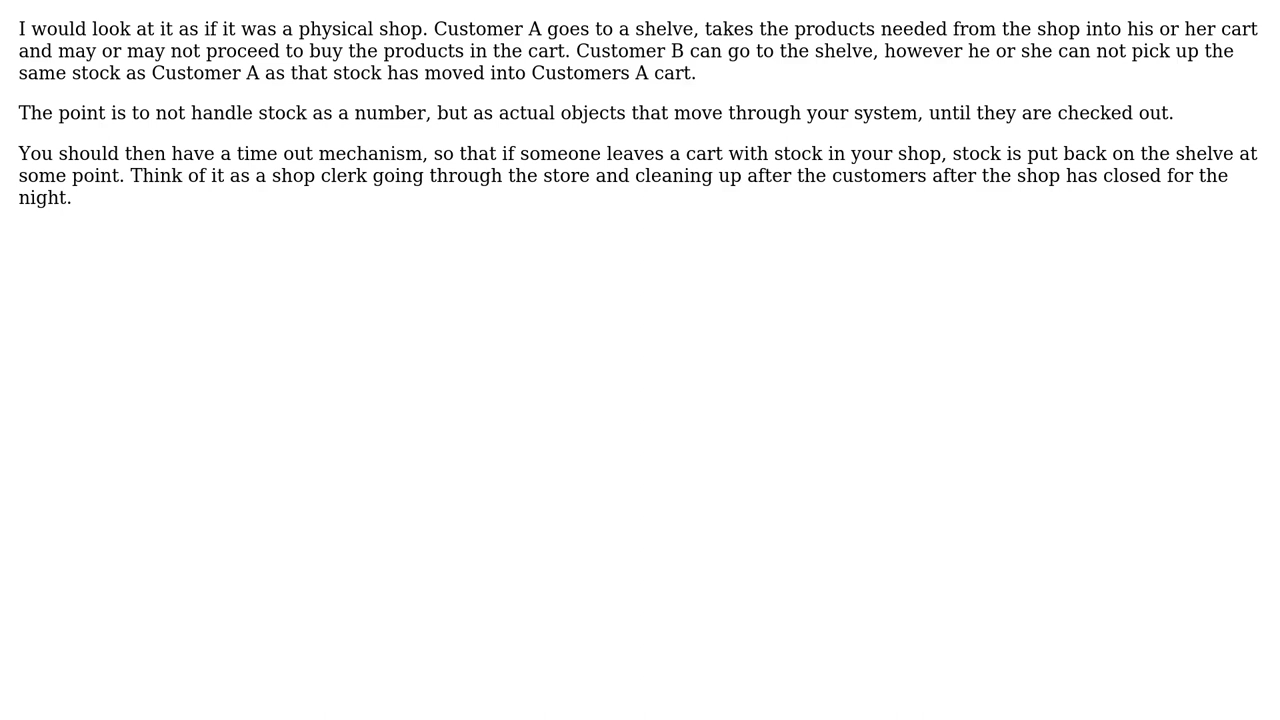 I would look at it as if it was a physical shop. Customer A goes to a shelve, takes the products needed from the shop into his or her cart
and may or may not proceed to buy the products in the cart. Customer B can go to the shelve, however he or she can not pick up the
same stock as Customer A as that stock has moved into Customers A cart.
The point is to not handle stock as a number, but as actual objects that move through your system, until they are checked out.
You should then have a time out mechanism, so that if someone leaves a cart with stock in your shop, stock is put back on the shelve at
some point. Think of it as a shop clerk going through the store and cleaning up after the customers after the shop has closed for the
night.